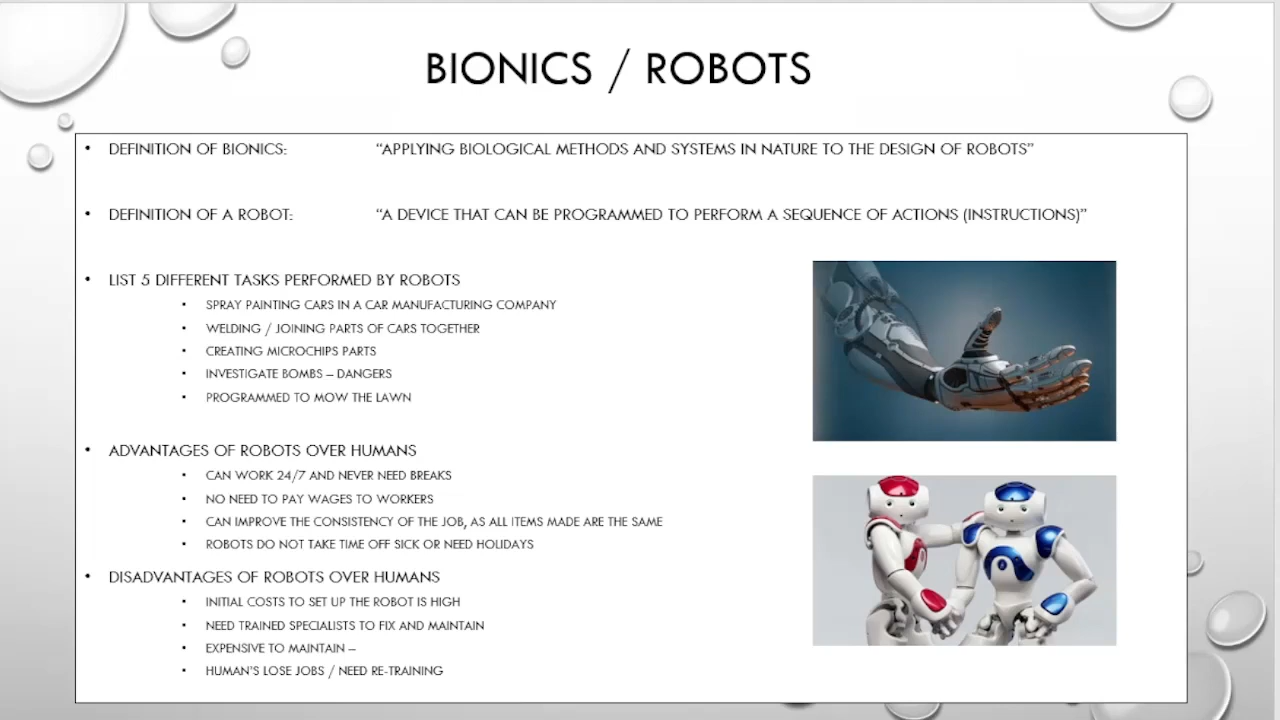 BIONICS / ROBOTS
• DEFINITION OF BIONICS: “APPLYING BIOLOGICAL METHODS AND SYSTEMS IN NATURE TO THE DESIGN OF ROBOTS”
• DEFINITION OF A ROBOT: “A DEVICE THAT CAN BE PROGRAMMED TO PERFORM A SEQUENCE OF ACTIONS (INSTRUCTIONS)”
• LIST 5 DIFFERENT TASKS PERFORMED BY ROBOTS
• SPRAY PAINTING CARS IN A CAR MANUFACTURING COMPANY
• WELDING / JOINING PARTS OF CARS TOGETHER
• CREATING MICROCHIPS PARTS
• INVESTIGATE BOMBS – DANGERS
• PROGRAMMED TO MOW THE LAWN
• ADVANTAGES OF ROBOTS OVER HUMANS
• CAN WORK 24/7 AND NEVER NEED BREAKS
• NO NEED TO PAY WAGES TO WORKERS
• CAN IMPROVE THE CONSISTENCY OF THE JOB, AS ALL ITEMS MADE ARE THE SAME
• ROBOTS DO NOT TAKE TIME OFF SICK OR NEED HOLIDAYS
• DISADVANTAGES OF ROBOTS OVER HUMANS
• INITIAL COSTS TO SET UP THE ROBOT IS HIGH
• NEED TRAINED SPECIALISTS TO FIX AND MAINTAIN
• EXPENSIVE TO MAINTAIN –
• HUMAN'S LOSE JOBS / NEED RE-TRAINING